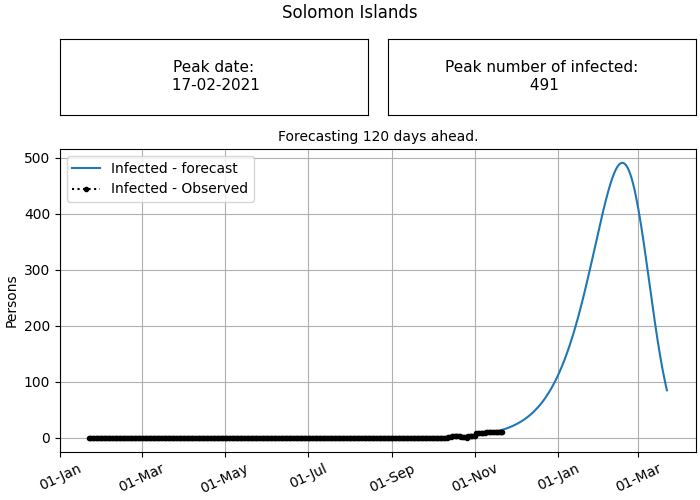 Solomon Islands
Peak date:
17-02-2021
Peak number of infected:
491
Forecasting 120 days ahead.
Infected - forecast
Infected - Observed
Persons
500
400
300
200
100
0
01-Jan
01-Mar
01-May
01-Jul
01-Sep
01-Nov
01-Jan
01-Mar